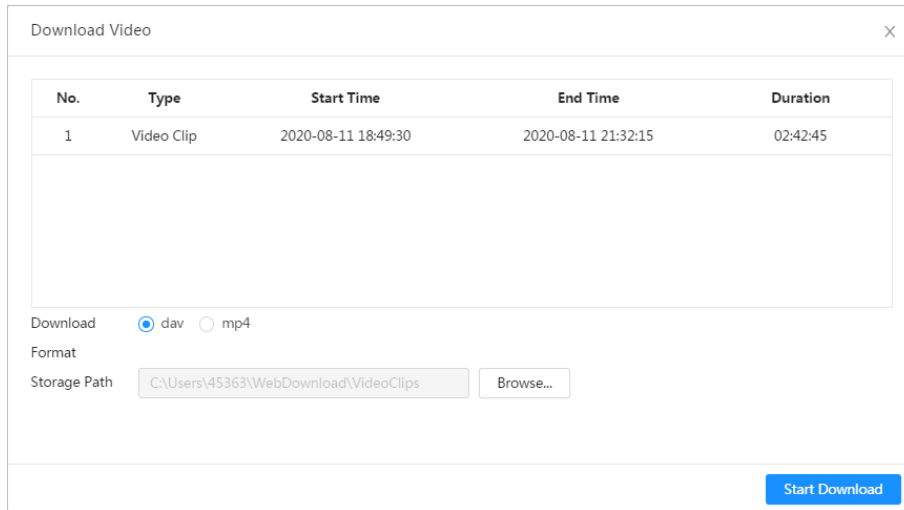 Download Video
No. Type Start Time End Time Duration
1 Video Clip 2020-08-11 18:49:30 2020-08-11 21:32:15 02:42:45
Download dav mp4
Format
Storage Path C:\Users\45363\WebDownload\VideoClips Browse...
Start Download